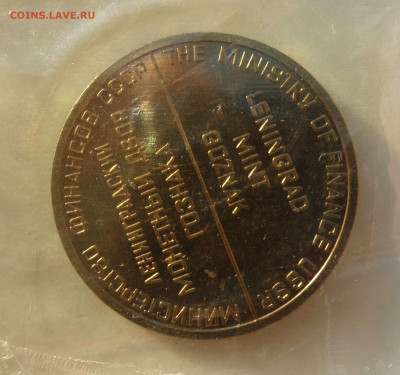 COINS.LAVE.RU
МИНИСТЕРСТВО ФИНАНСОВ СССР
THE MINISTRY OF FINANCE USSR
ЛЕНИНГРАДСКИЙ
МОНЕТНЫЙ ДВОР
ГОЗНАКА
LENINGRAD
MINT
GOZNAK